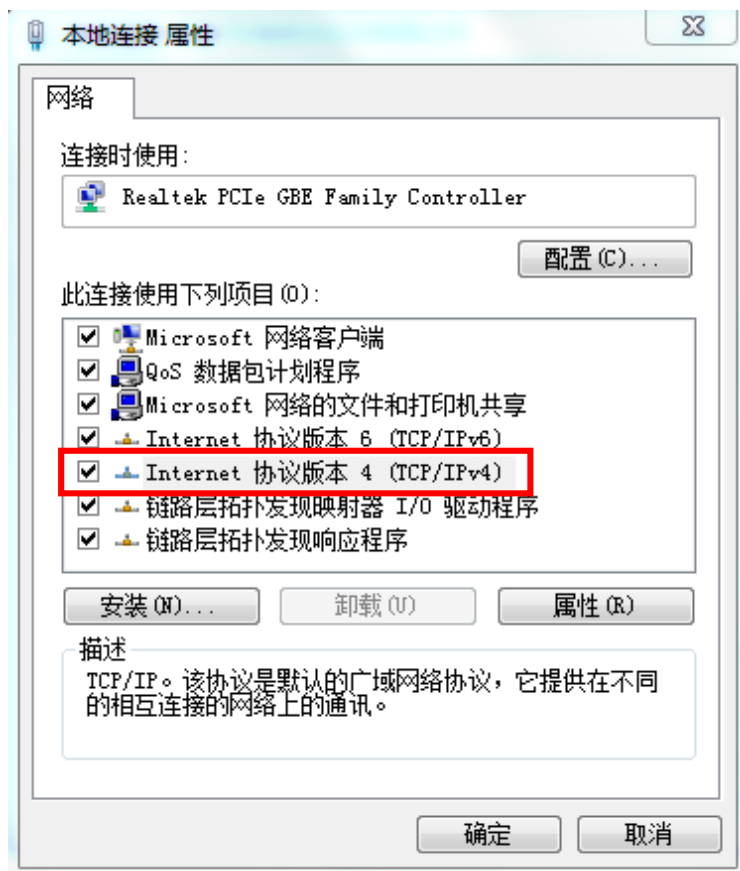 本地连接 属性
网络
连接时使用:
Realtek PCIe GBE Family Controller
配置(C)...
此连接使用下列项目(O):
Microsoft 网络客户端
QoS 数据包计划程序
Microsoft 网络的文件和打印机共享
Internet 协议版本 6 (TCP/IPv6)
Internet 协议版本 4 (TCP/IPv4)
链路层拓扑发现映射器 I/O 驱动程序
链路层拓扑发现响应程序
安装(N)... 卸载(U) 属性(R)
描述
TCP/IP。该协议是默认的广域网络协议，它提供在不同
的相互连接的网络上的通讯。
确定 取消